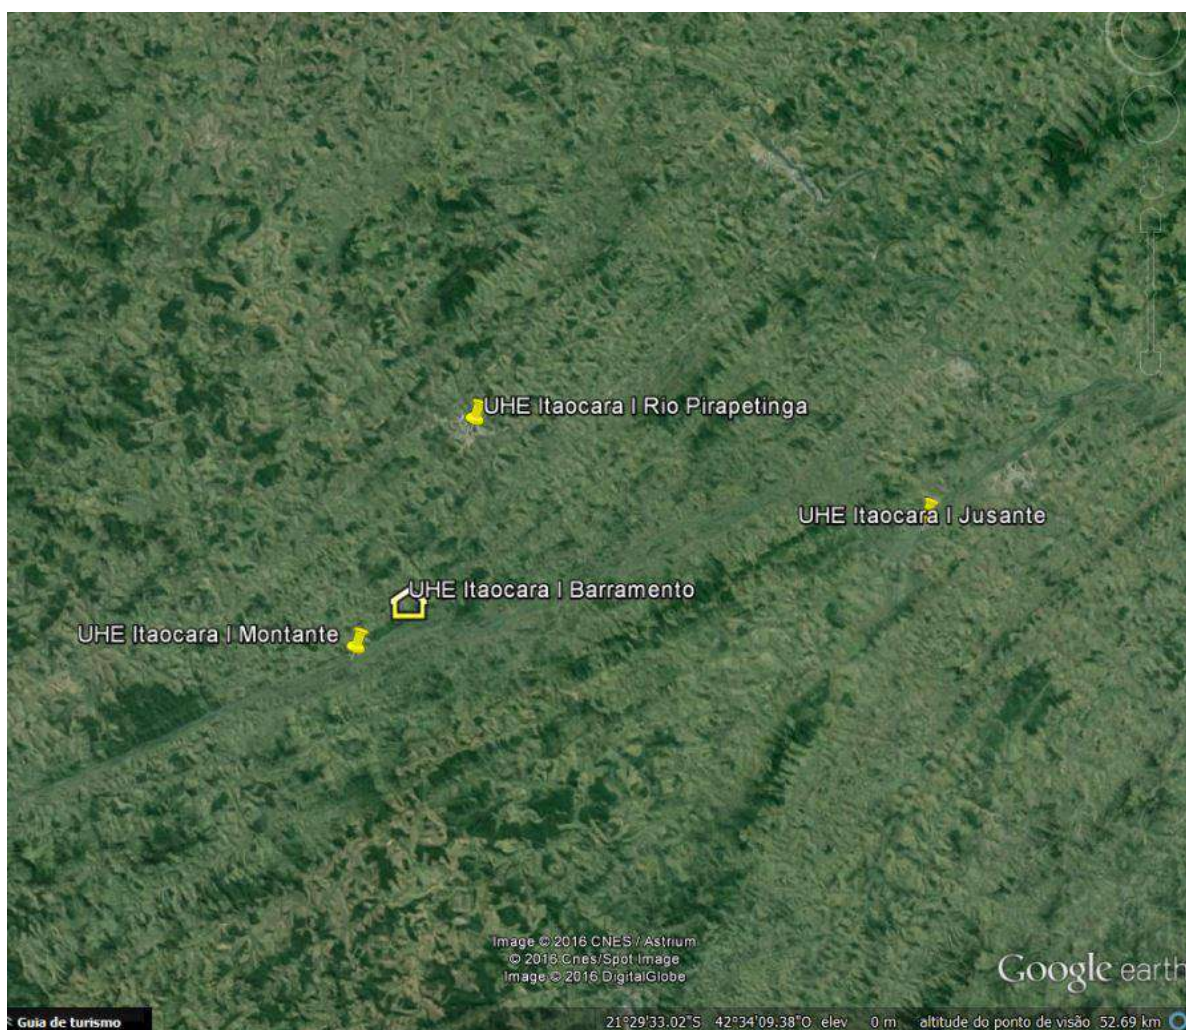 UHE Itaocara I Rio Pirapetinga
UHE Itaocara I Jusante
UHE Itaocara I Barramento
UHE Itaocara I Montante
Image © 2016 CNES / Astrium
© 2016 Cnes/Spot Image
Image © 2016 DigitalGlobe
Google earth
Guia de turismo
21°29'33.02"S 42°34'09.38"O elev 0 m altitude do ponto de visão 52.69 km